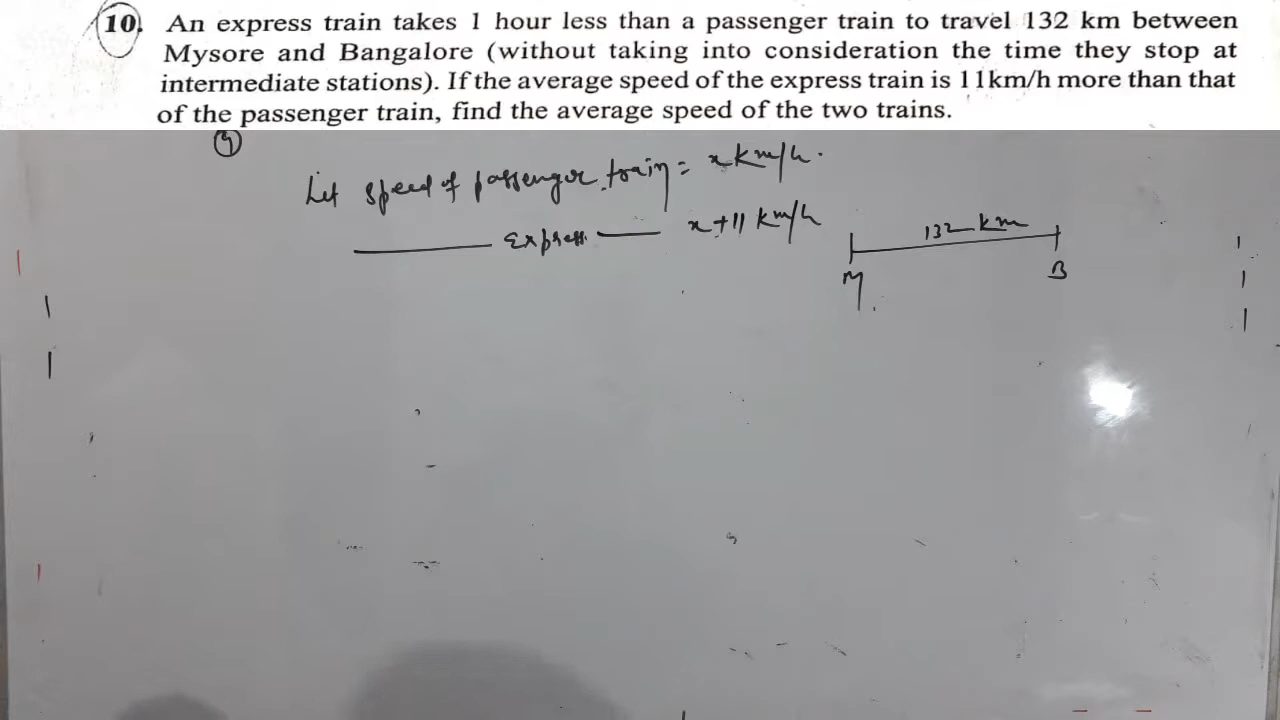 10. An express train takes 1 hour less than a passenger train to travel 132 km between
Mysore and Bangalore (without taking into consideration the time they stop at
intermediate stations). If the average speed of the express train is 11km/h more than that
of the passenger train, find the average speed of the two trains.
Let speed of passenger train = x km/h.
Express x + 11 km/h
132 km
M B